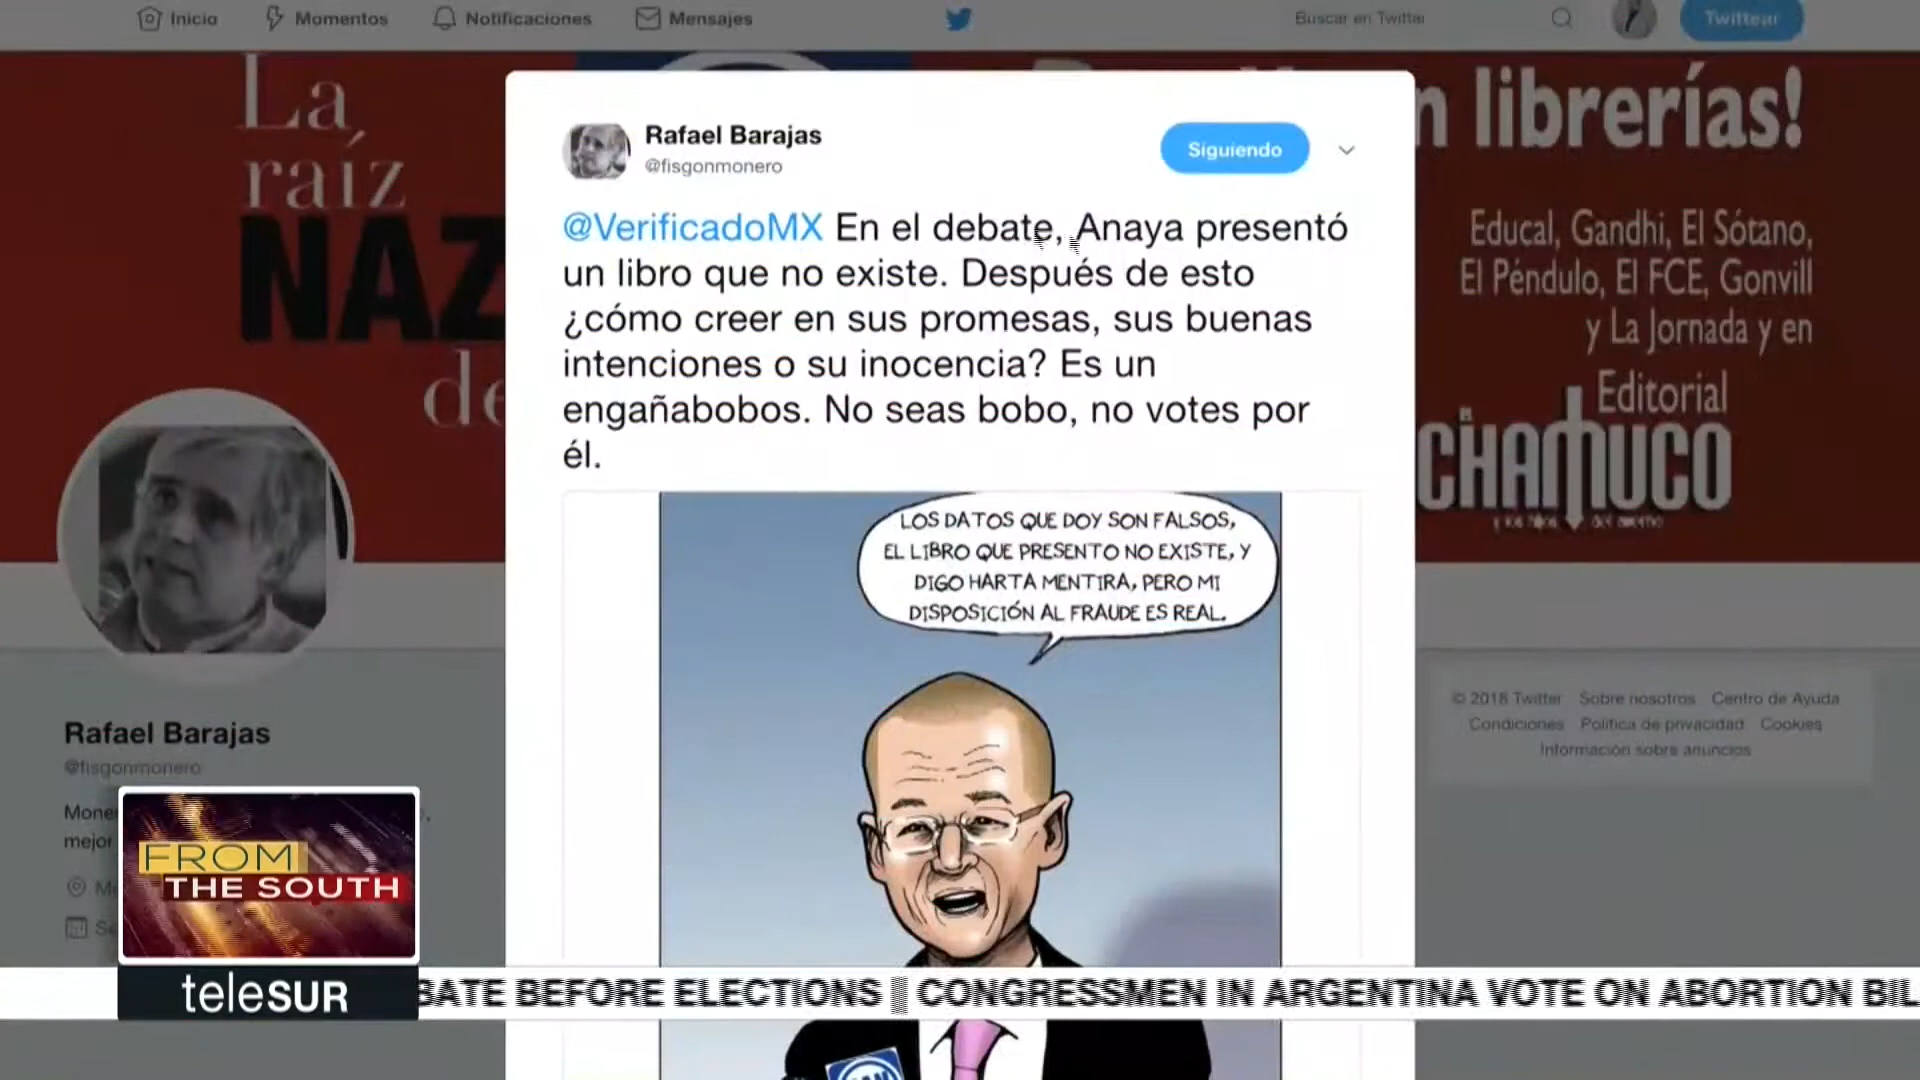 Inicio
Momentos
Notificaciones
Mensajes
Buscar en Twitter
Twittear
La
raíz
NAZ
de
n librerías!
Educal, Gandhi, El Sótano,
El Péndulo, El FCE, Gonvill
y La Jornada y en
Editorial
CHAMUCO
Rafael Barajas
@fisgonmonero
Siguiendo
@VerificadoMX En el debate, Anaya presentó
un libro que no existe. Después de esto
¿cómo creer en sus promesas, sus buenas
intenciones o su inocencia? Es un
engañabobos. No seas bobo, no votes por
él.
LOS DATOS QUE DOY SON FALSOS,
EL LIBRO QUE PRESENTO NO EXISTE, Y
DIGO HARTA MENTIRA, PERO MI
DISPOSICIÓN AL FRAUDE ES REAL.
Rafael Barajas
@fisgonmonero
Mone
mejor
© 2018 Twitter Sobre nosotros Centro de Ayuda
Condiciones Política de privacidad Cookies
Información sobre anuncios
FROM
THE SOUTH
teleSUR
BATE BEFORE ELECTIONS || CONGRESSMEN IN ARGENTINA VOTE ON ABORTION BIL